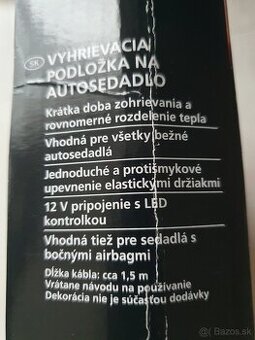 SK
VYHRIEVACIA
PODLOŽKA NA
AUTOSEDADLO
Krátka doba zohrievania a
rovnomerné rozdelenie tepla
Vhodná pre všetky bežné
autosedadlá
Jednoduché a protišmykové
upevnenie elastickými držiakmi
12 V pripojenie s LED
kontrolkou
Vhodná tiež pre sedadlá s
bočnými airbagmi
Dĺžka kábla: cca 1,5 m
Vrátane návodu na používanie
Dekorácia nie je súčasťou dodávky
Bazos.sk